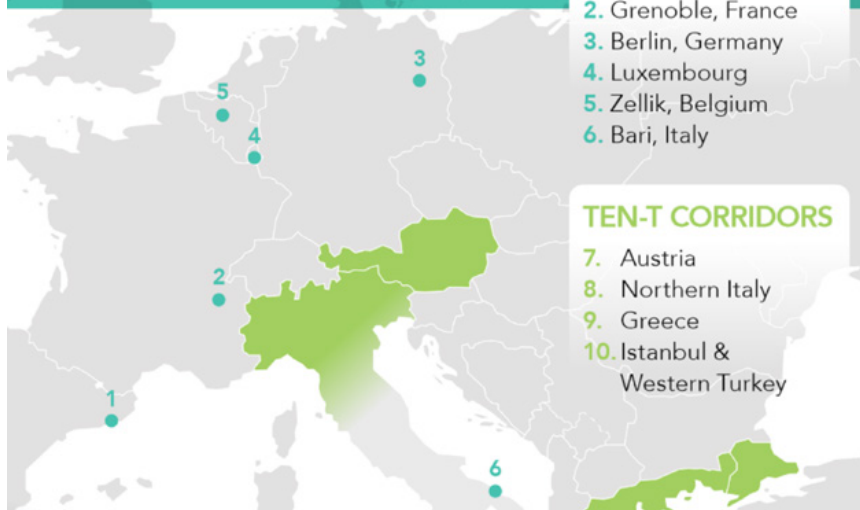 2. Grenoble, France
3. Berlin, Germany
4. Luxembourg
5. Zellik, Belgium
6. Bari, Italy
TEN-T CORRIDORS
7. Austria
8. Northern Italy
9. Greece
10. Istanbul &
Western Turkey
3
5
4
2
1
6